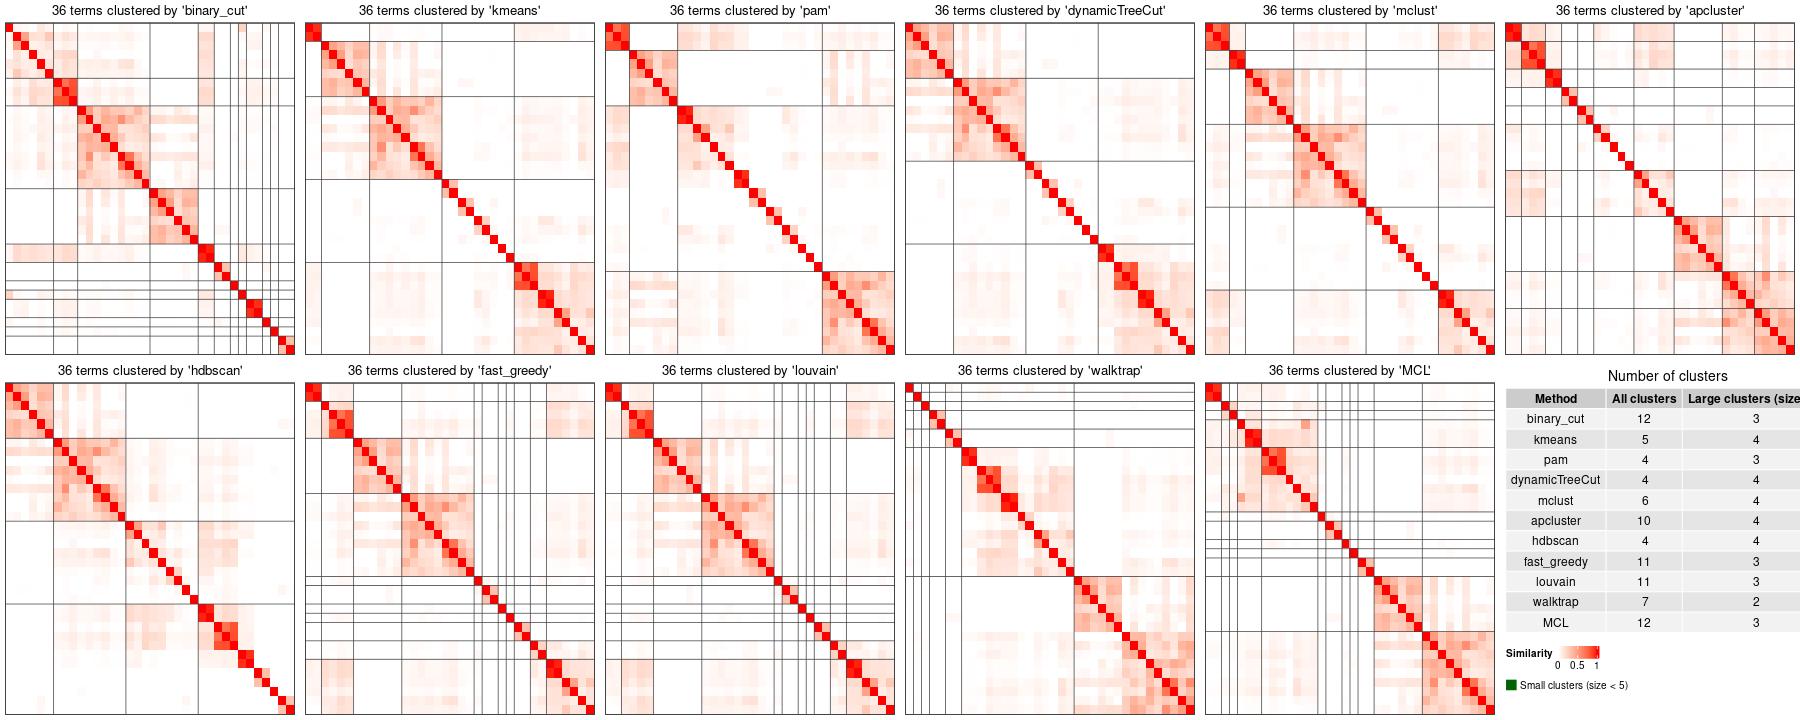 36 terms clustered by 'binary_cut'
36 terms clustered by 'kmeans'
36 terms clustered by 'pam'
36 terms clustered by 'dynamicTreeCut'
36 terms clustered by 'mclust'
36 terms clustered by 'apcluster'
36 terms clustered by 'hdbscan'
36 terms clustered by 'fast_greedy'
36 terms clustered by 'louvain'
36 terms clustered by 'walktrap'
36 terms clustered by 'MCL'
Number of clusters
Method All clusters Large clusters (size
binary_cut 12 3
kmeans 5 4
pam 4 3
dynamicTreeCut 4 4
mclust 6 4
apcluster 10 4
hdbscan 4 4
fast_greedy 11 3
louvain 11 3
walktrap 7 2
MCL 12 3
Similarity
0 0.5 1
Small clusters (size < 5)